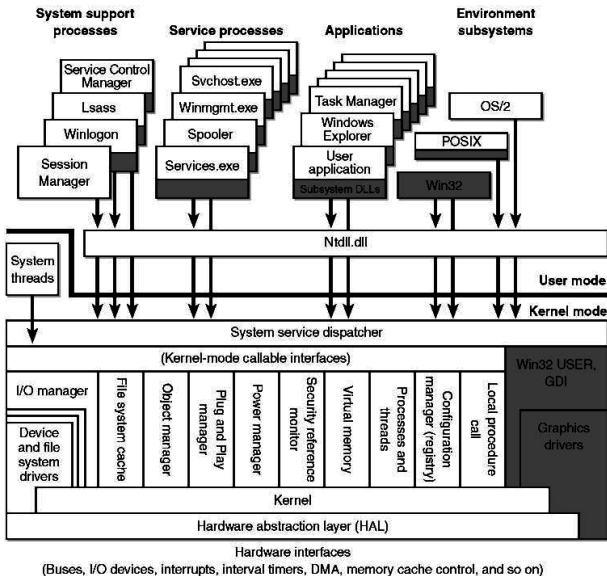 System support
processes
Service processes
Applications
Environment
subsystems
Service Control
Manager
Lsass
Winlogon
Session
Manager
Svchost.exe
Winmgmt.exe
Spooler
Services.exe
Task Manager
Windows
Explorer
User
application
Subsystem DLLs
OS/2
POSIX
Win32
Ntdll.dll
System
threads
User mode
Kernel mode
System service dispatcher
(Kernel-mode callable interfaces)
I/O manager
Device and
file system
drivers
File system cache
Object manager
Plug and Play
manager
Power manager
Security reference
monitor
Virtual memory
Processes and
threads
Configuration
manager (registry)
Local procedure
call
Win32 USER,
GDI
Graphics
drivers
Kernel
Hardware abstraction layer (HAL)
Hardware interfaces
(Buses, I/O devices, interrupts, interval timers, DMA, memory cache control, and so on)